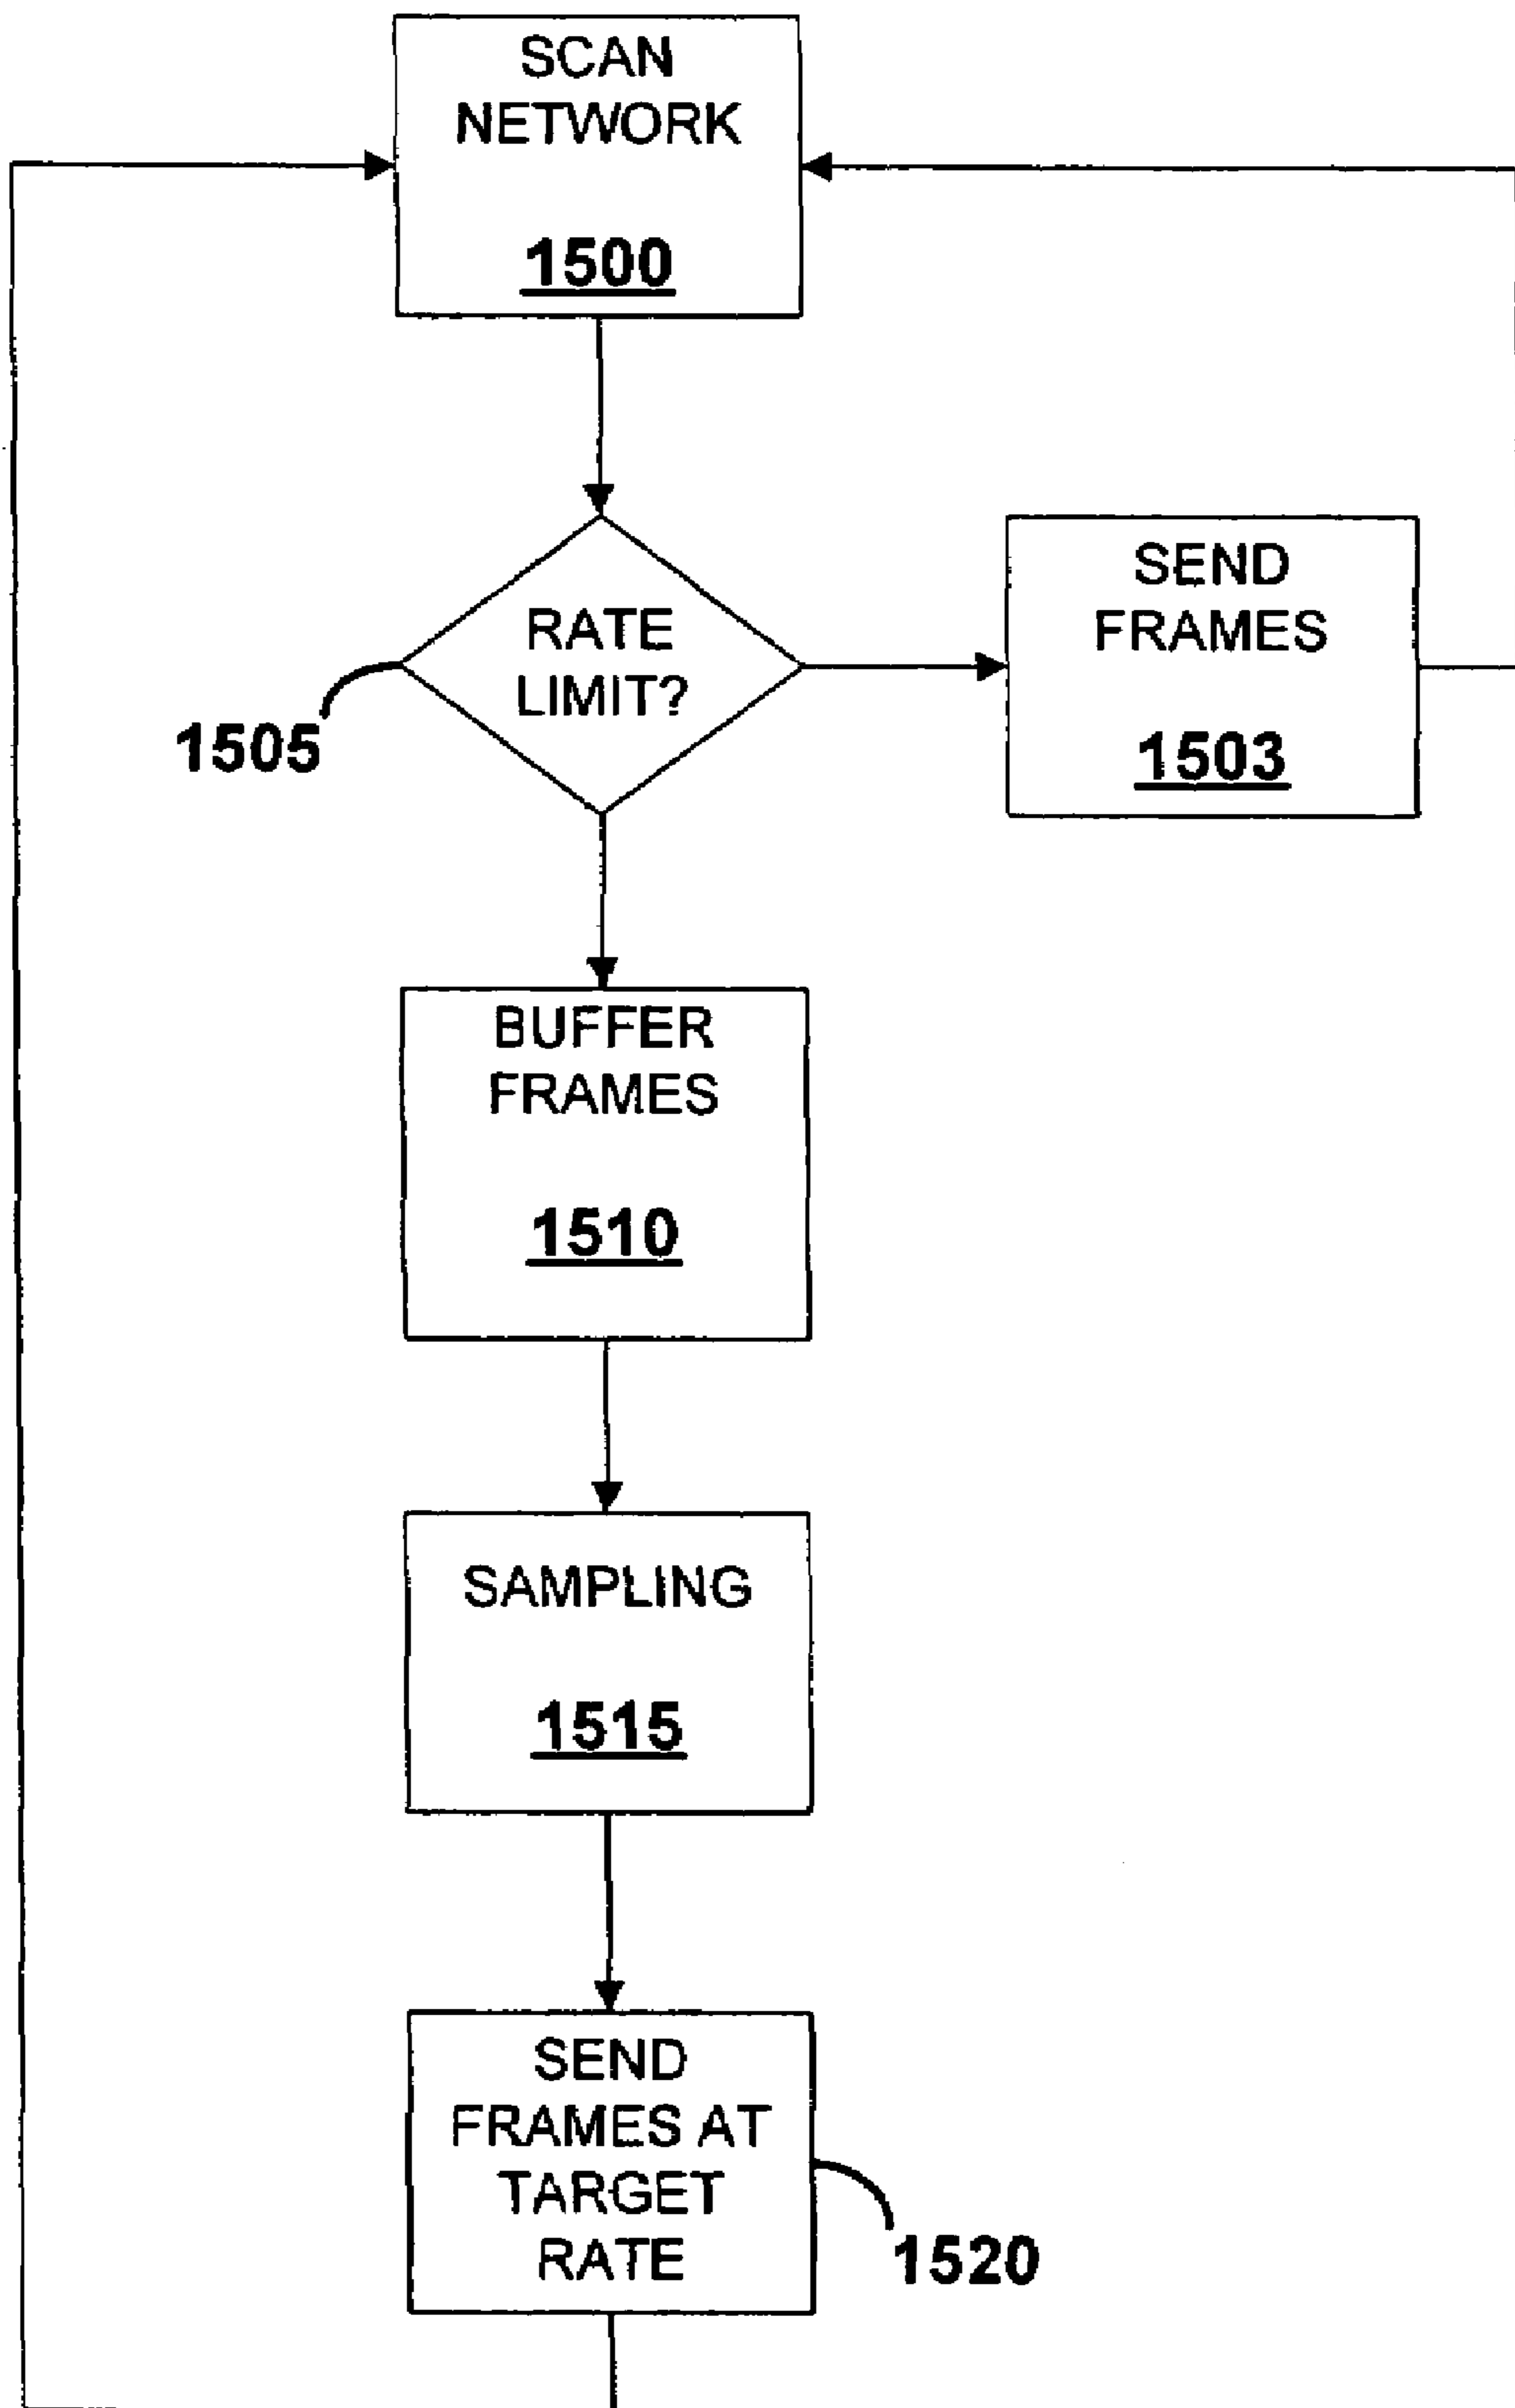 SCAN
NETWORK
1500
RATE
LIMIT?
1505
SEND
FRAMES
1503
BUFFER
FRAMES
1510
SAMPLING
1515
SEND
FRAMES AT
TARGET
RATE
1520